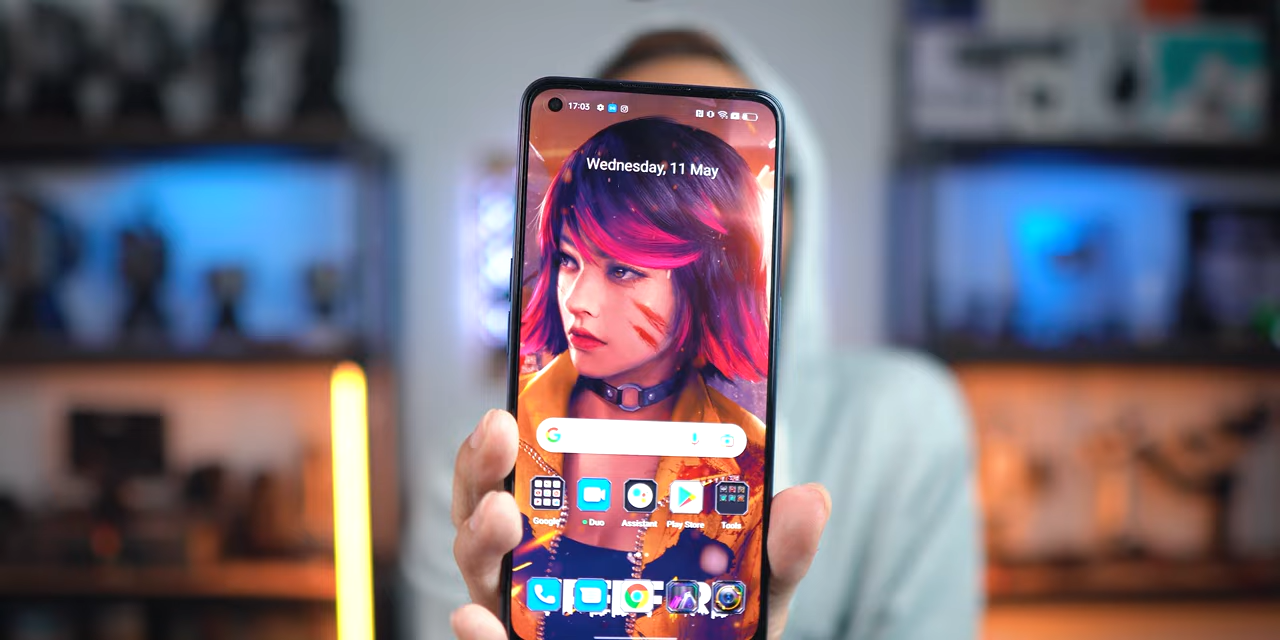 17:03
Wednesday, 11 May
Google
Duo
Assistant
Play Store
Tools